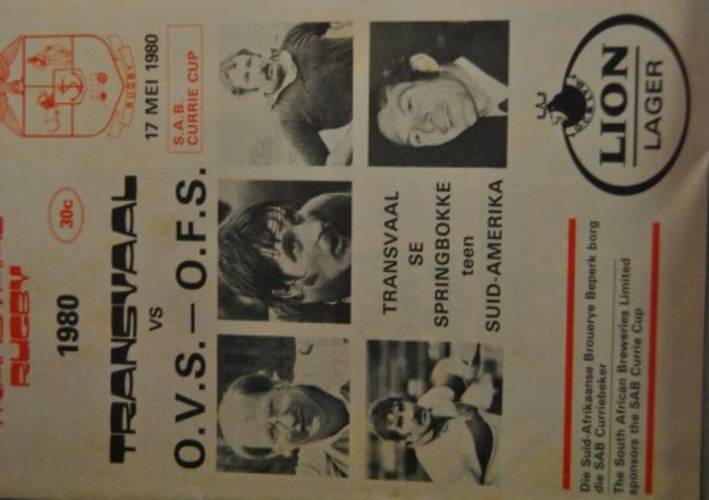 RUGBY
RUGBY
1980
30c
17 MEI 1980
TRANSVAAL
vs
S.A.B.
CURRIE CUP
O.V.S. — O.F.S.
TRANSVAAL
SE
SPRINGBOKKE
teen
SUID-AMERIKA
Die Suid-Afrikaanse Brouerye Beperk borg
die SAB Curriebeker
The South African Breweries Limited
sponsors the SAB Currie Cup
LION
LAGER